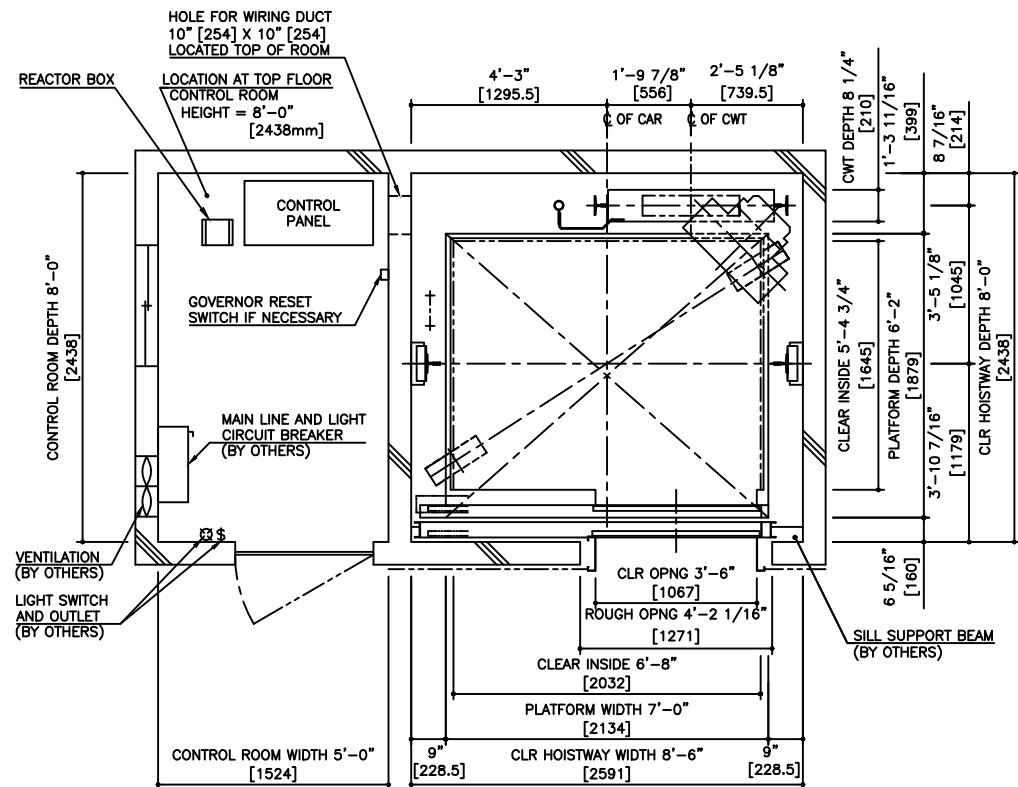 HOLE FOR WIRING DUCT
10" [254] X 10" [254]
LOCATED TOP OF ROOM
REACTOR BOX
LOCATION AT TOP FLOOR
CONTROL ROOM
HEIGHT = 8'-0"
[2438mm]
4'-3"
[1295.5]
1'-9 7/8"
[556]
2'-5 1/8"
[739.5]
℄ OF CAR
℄ OF CWT
CWT DEPTH 8 1/4"
[210]
1'-3 11/16"
[399]
8 7/16"
[214]
CONTROL
PANEL
GOVERNOR RESET
SWITCH IF NECESSARY
CONTROL ROOM DEPTH 8'-0"
[2438]
MAIN LINE AND LIGHT
CIRCUIT BREAKER
(BY OTHERS)
CLEAR INSIDE 5'-4 3/4"
[1645]
PLATFORM DEPTH 6'-2"
[1879]
3'-5 1/8"
[1045]
3'-10 7/16"
[1179]
CLR HOISTWAY DEPTH 8'-0"
[2438]
6 5/16"
[160]
$
VENTILATION
(BY OTHERS)
LIGHT SWITCH
AND OUTLET
(BY OTHERS)
CLR OPNG 3'-6"
[1067]
ROUGH OPNG 4'-2 1/16"
[1271]
SILL SUPPORT BEAM
(BY OTHERS)
CLEAR INSIDE 6'-8"
[2032]
PLATFORM WIDTH 7'-0"
[2134]
CONTROL ROOM WIDTH 5'-0"
[1524]
9"
[228.5]
CLR HOISTWAY WIDTH 8'-6"
[2591]
9"
[228.5]